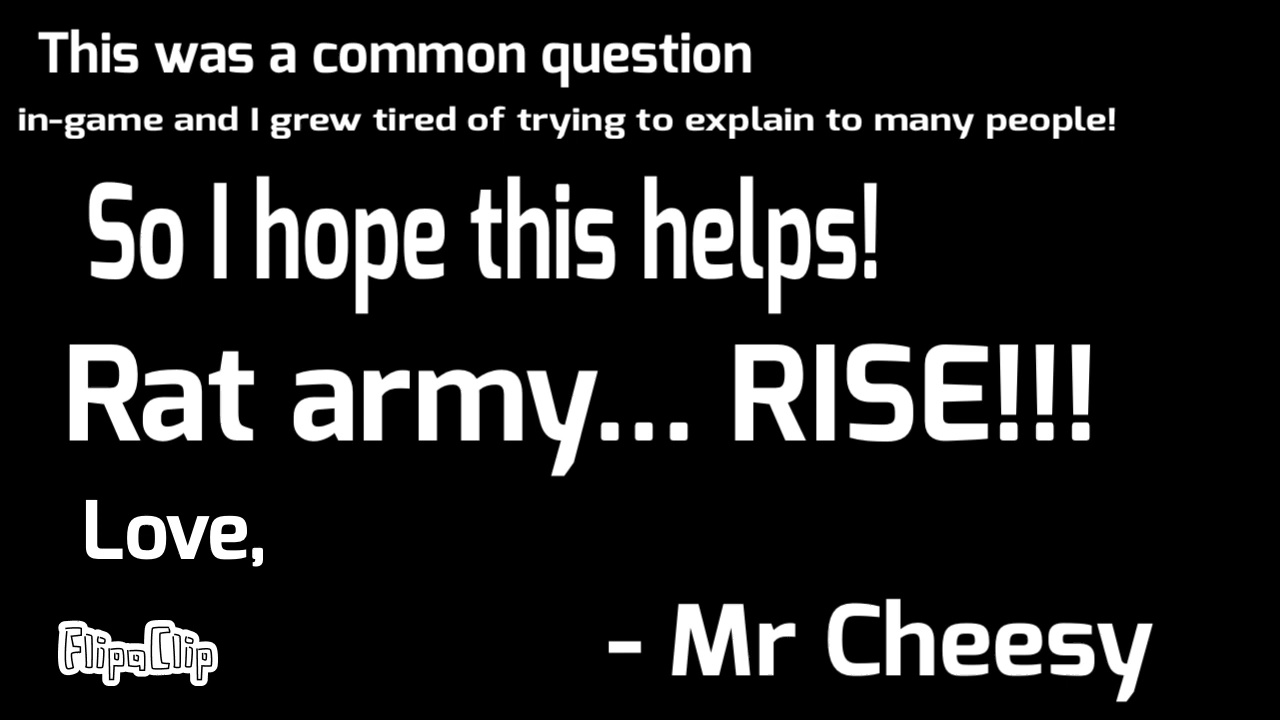 This was a common question
in-game and I grew tired of trying to explain to many people!
So I hope this helps!
Rat army... RISE!!!
Love,
- Mr Cheesy
FlipaClip